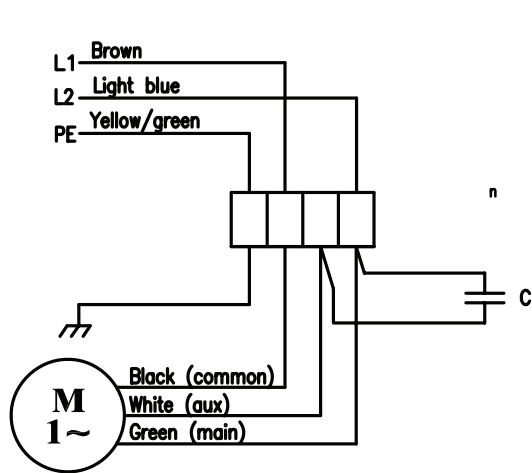 L1 Brown
L2 Light blue
PE Yellow/green
n
C
Black (common)
M White (aux)
1~ Green (main)